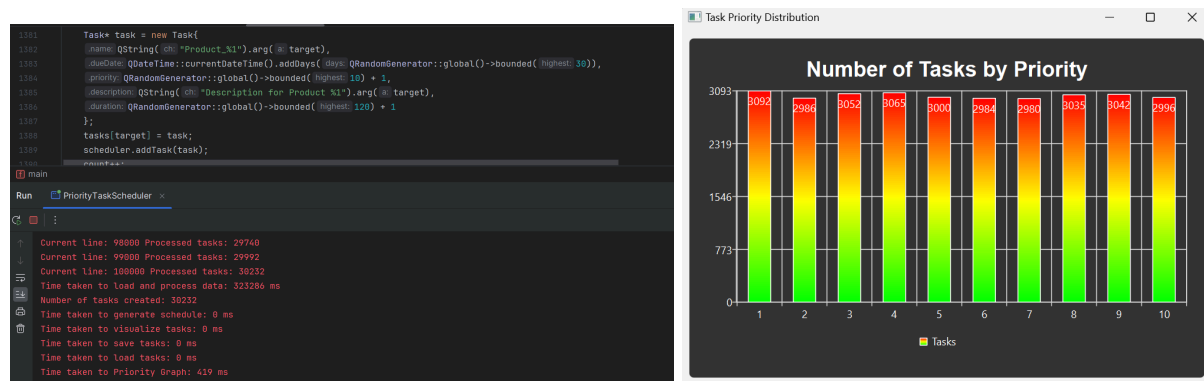 1381 Task* task = new Task{
1382 .name: QString( ch: "Product_%1").arg( a: target),
1383 .dueDate: QDateTime::currentDateTime().addDays( days: QRandomGenerator::global()->bounded( highest: 30)),
1384 .priority: QRandomGenerator::global()->bounded( highest: 10) + 1,
1385 .description: QString( ch: "Description for Product %1").arg( a: target),
1386 .duration: QRandomGenerator::global()->bounded( highest: 120) + 1
1387 };
1388 tasks[target] = task;
1389 scheduler.addTask(task);
count++;
main
Run PriorityTaskScheduler ×
Current line: 98000 Processed tasks: 29740
Current line: 99000 Processed tasks: 29992
Current line: 100000 Processed tasks: 30232
Time taken to load and process data: 323286 ms
Number of tasks created: 30232
Time taken to generate schedule: 0 ms
Time taken to visualize tasks: 0 ms
Time taken to save tasks: 0 ms
Time taken to load tasks: 0 ms
Time taken to Priority Graph: 419 ms
Task Priority Distribution
Number of Tasks by Priority
3093
3092 2986 3052 3065 3000 2984 2980 3035 3042 2996
2319
1546
773
0
1 2 3 4 5 6 7 8 9 10
Tasks